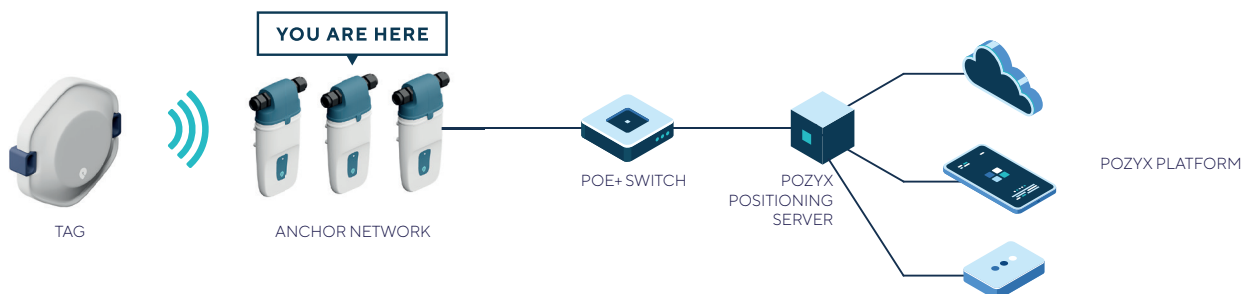 YOU ARE HERE
TAG
ANCHOR NETWORK
POE+ SWITCH
POZYX
POSITIONING
SERVER
POZYX PLATFORM